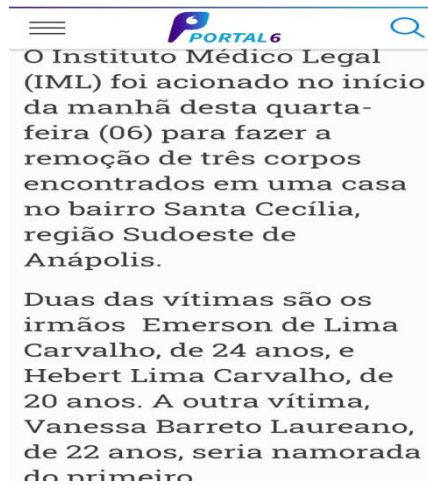 PORTAL6
O Instituto Médico Legal
(IML) foi acionado no início
da manhã desta quarta-
feira (06) para fazer a
remoção de três corpos
encontrados em uma casa
no bairro Santa Cecília,
região Sudoeste de
Anápolis.
Duas das vítimas são os
irmãos Emerson de Lima
Carvalho, de 24 anos, e
Hebert Lima Carvalho, de
20 anos. A outra vítima,
Vanessa Barreto Laureano,
de 22 anos, seria namorada
do primeiro